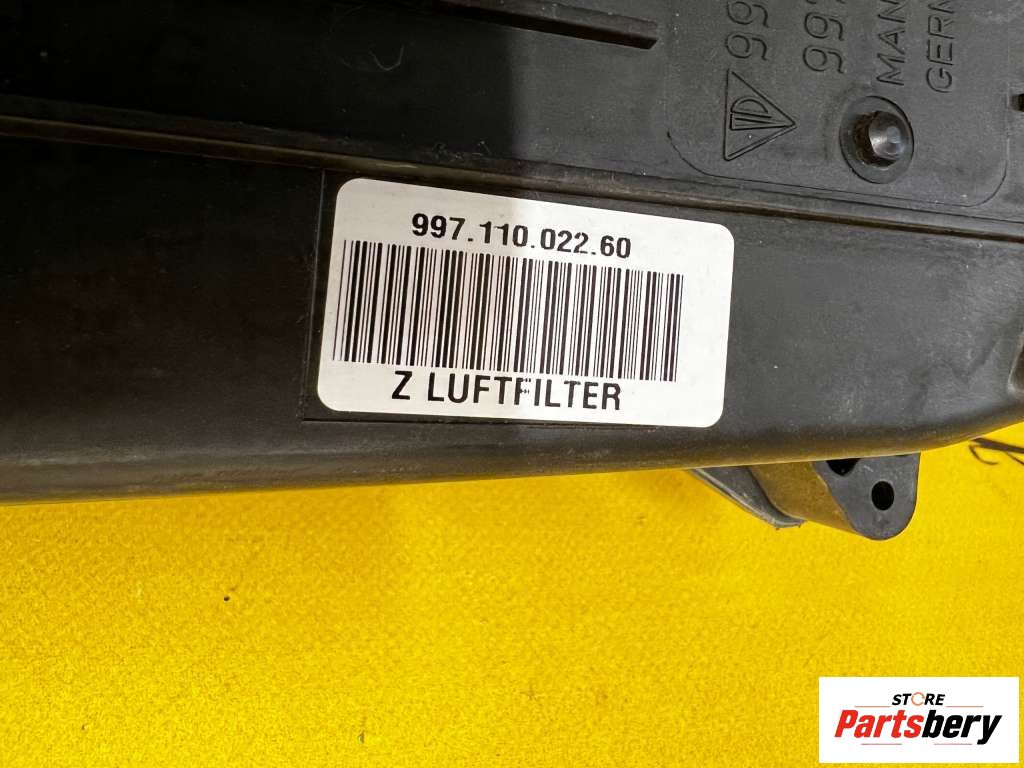 997.110.022.60
Z LUFTFILTER
STORE
Partsbery